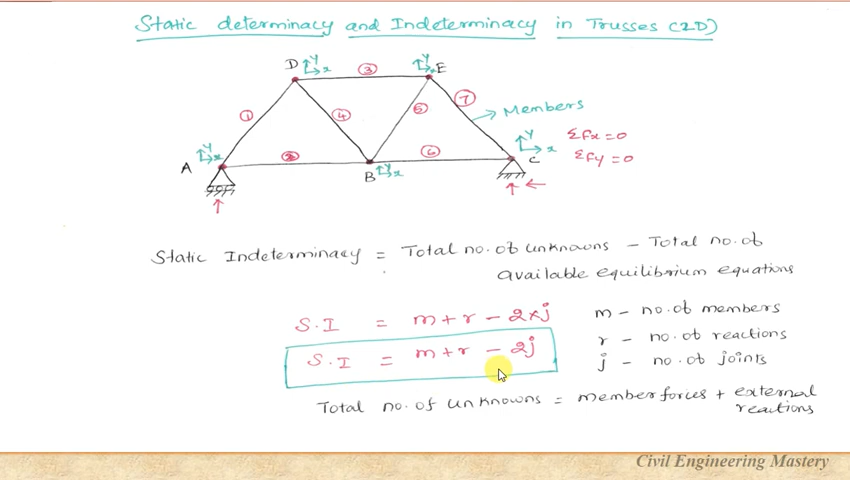 Static determinacy and Indeterminacy in Trusses (2D)
D Y x 3 Y x E
1 4 5 7 Members
Y x Y x Σfx=0
A 2 B Y x 6 C Σfy=0
Static Indeterminacy = Total no. of unknowns - Total no. of
available equilibrium equations
S.I = m+r - 2xj m - no. of members
S.I = m+r - 2j r - no. of reactions
j - no. of joints
Total no. of unknowns = member forces + external
reactions
Civil Engineering Mastery